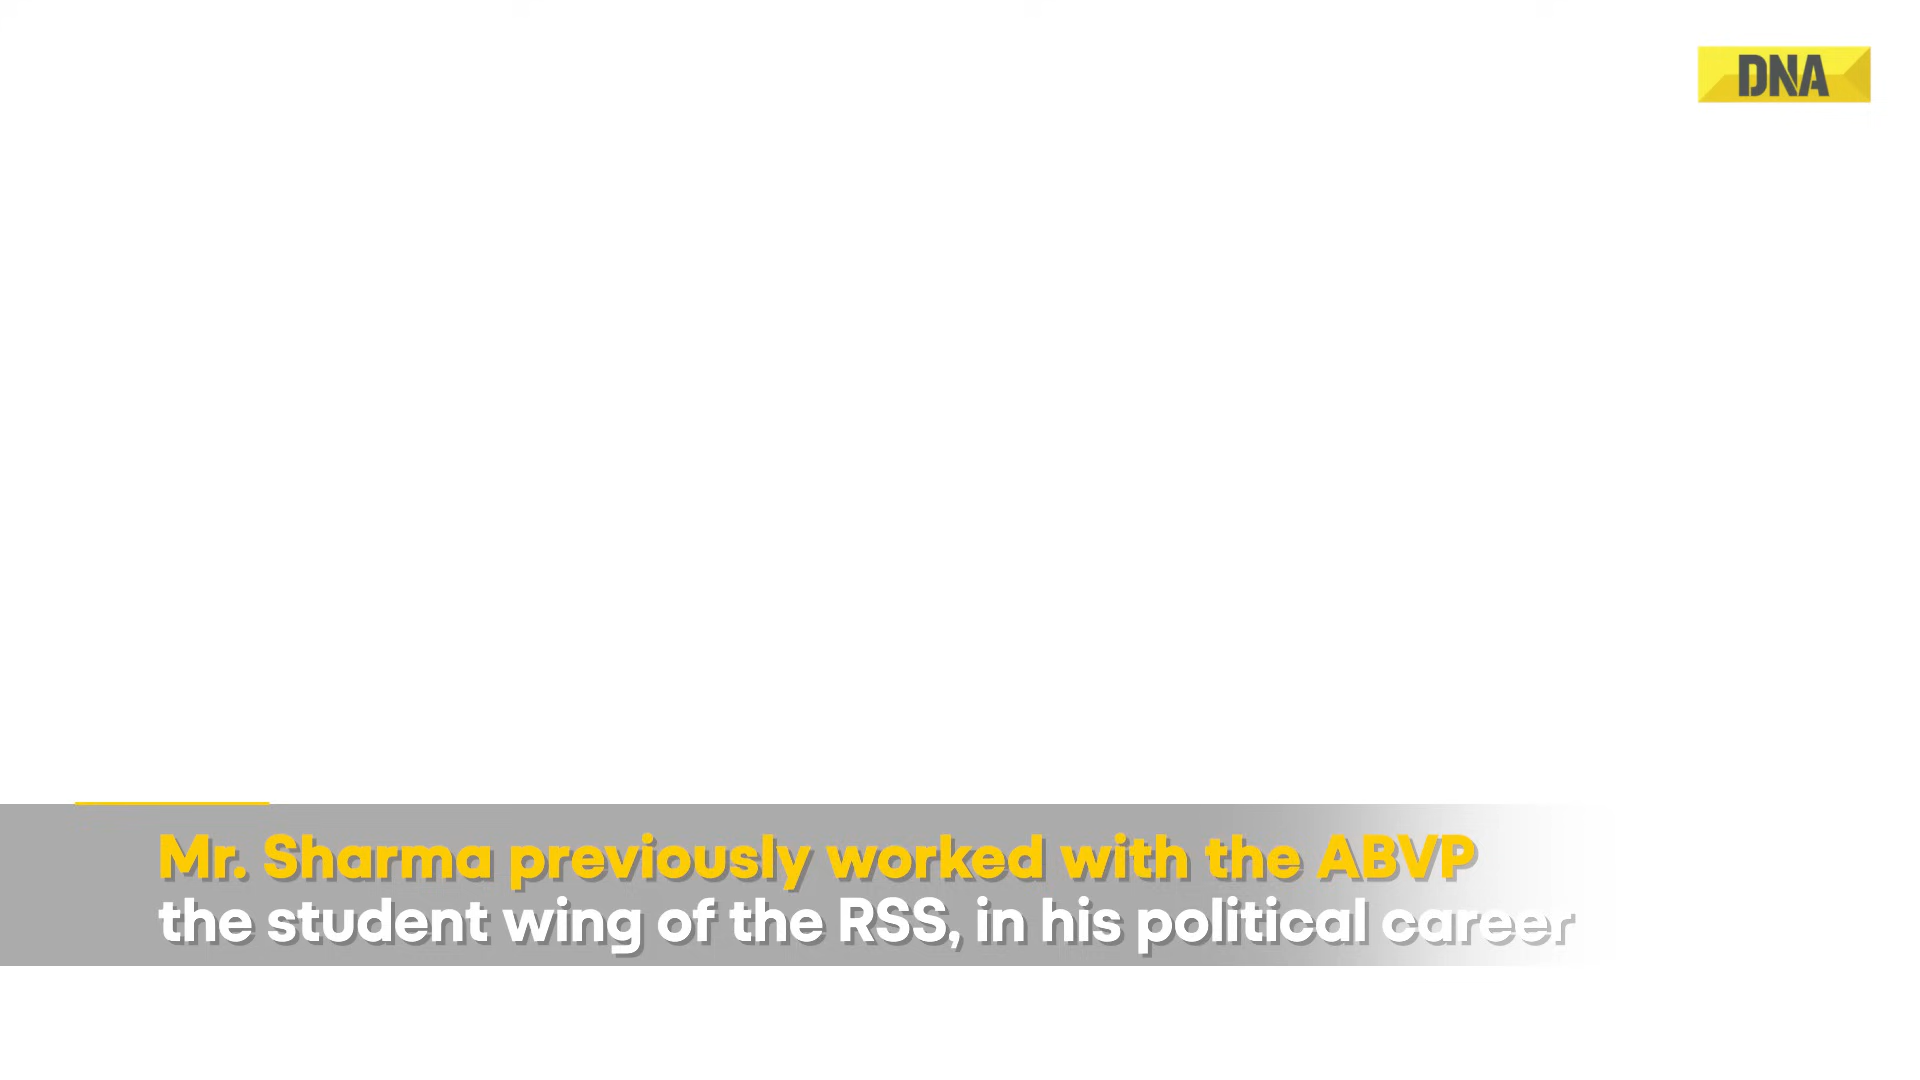 DNA
Mr. Sharma previously worked with the ABVP
the student wing of the RSS, in his political career